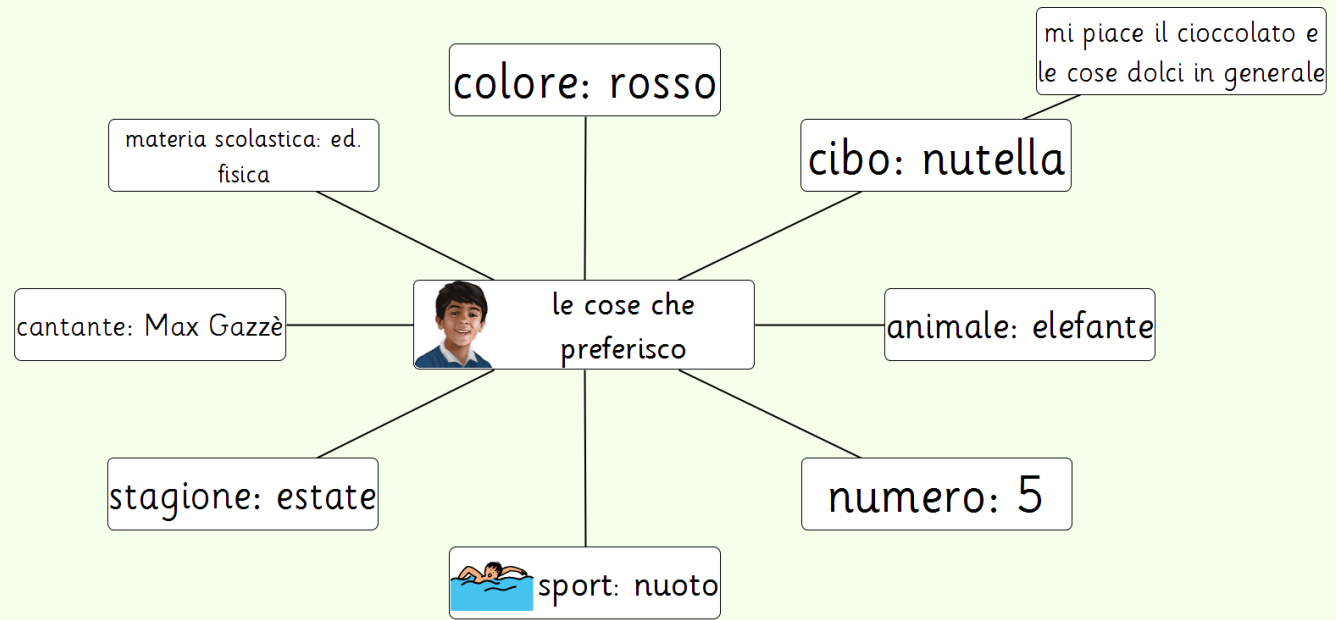 mi piace il cioccolato e
le cose dolci in generale
colore: rosso
materia scolastica: ed.
fisica
cibo: nutella
le cose che
preferisco
cantante: Max Gazzè
animale: elefante
stagione: estate
numero: 5
sport: nuoto